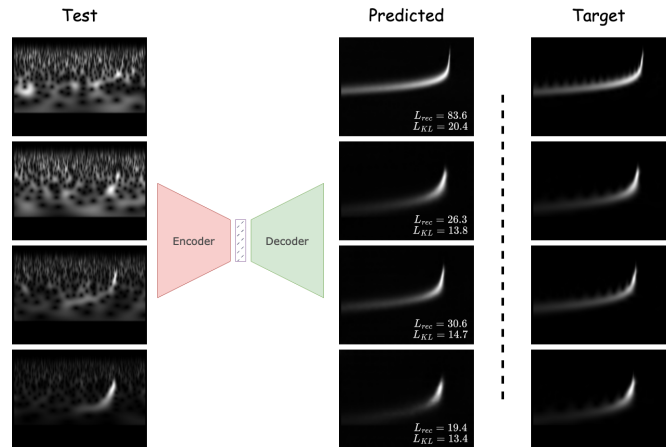 Test
Predicted
Target
L_rec = 83.6
L_KL = 20.4
L_rec = 26.3
L_KL = 13.8
Encoder
Decoder
L_rec = 30.6
L_KL = 14.7
L_rec = 19.4
L_KL = 13.4